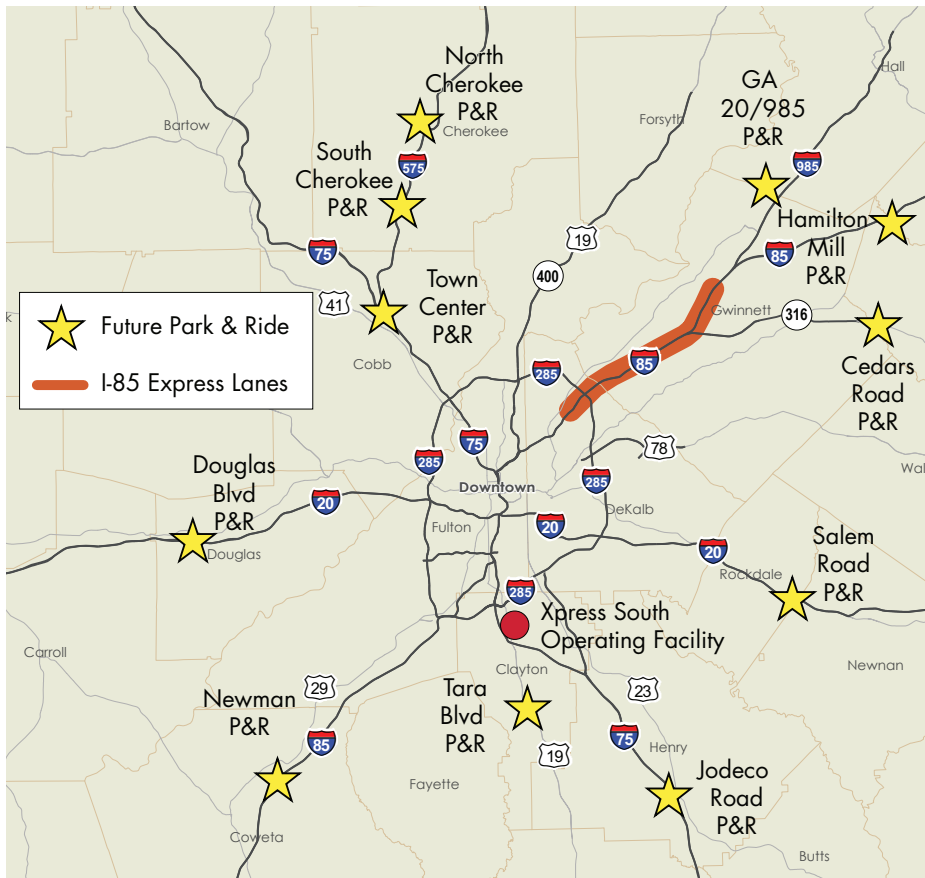 North
Cherokee
P&R
Cherokee
Bartow
Forsyth
Hall
GA
20/985
P&R
South
Cherokee
P&R
575
985
Hamilton
Mill
P&R
19
75
85
400
Town
Center
P&R
41
Gwinnett
316
Future Park & Ride
I-85 Express Lanes
k
Cobb
85
285
Cedars
Road
P&R
75
78
285
285
Wal
Douglas
Blvd
P&R
20
Downtown
DeKalb
Fulton
20
20
Douglas
Salem
Road
P&R
Rockdale
285
Xpress South
Operating Facility
Carroll
Clayton
Newnan
Newman
P&R
29
23
Tara
Blvd
P&R
85
75
19
Henry
Fayette
Jodeco
Road
P&R
Coweta
Butts